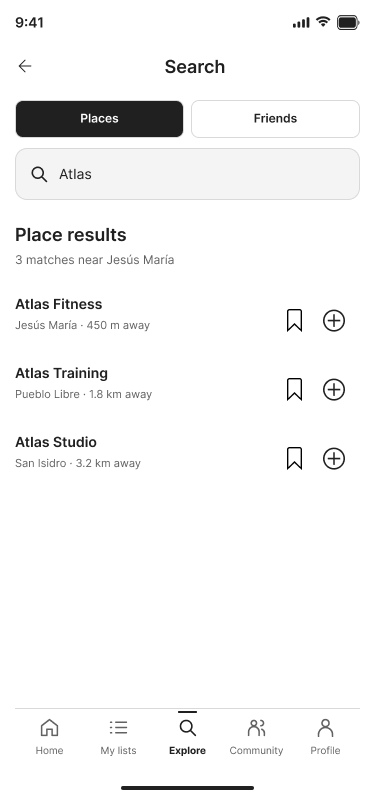 9:41
Search
Places
Friends
Atlas
Place results
3 matches near Jesús María
Atlas Fitness
Jesús María · 450 m away
Atlas Training
Pueblo Libre · 1.8 km away
Atlas Studio
San Isidro · 3.2 km away
Home
My lists
Explore
Community
Profile